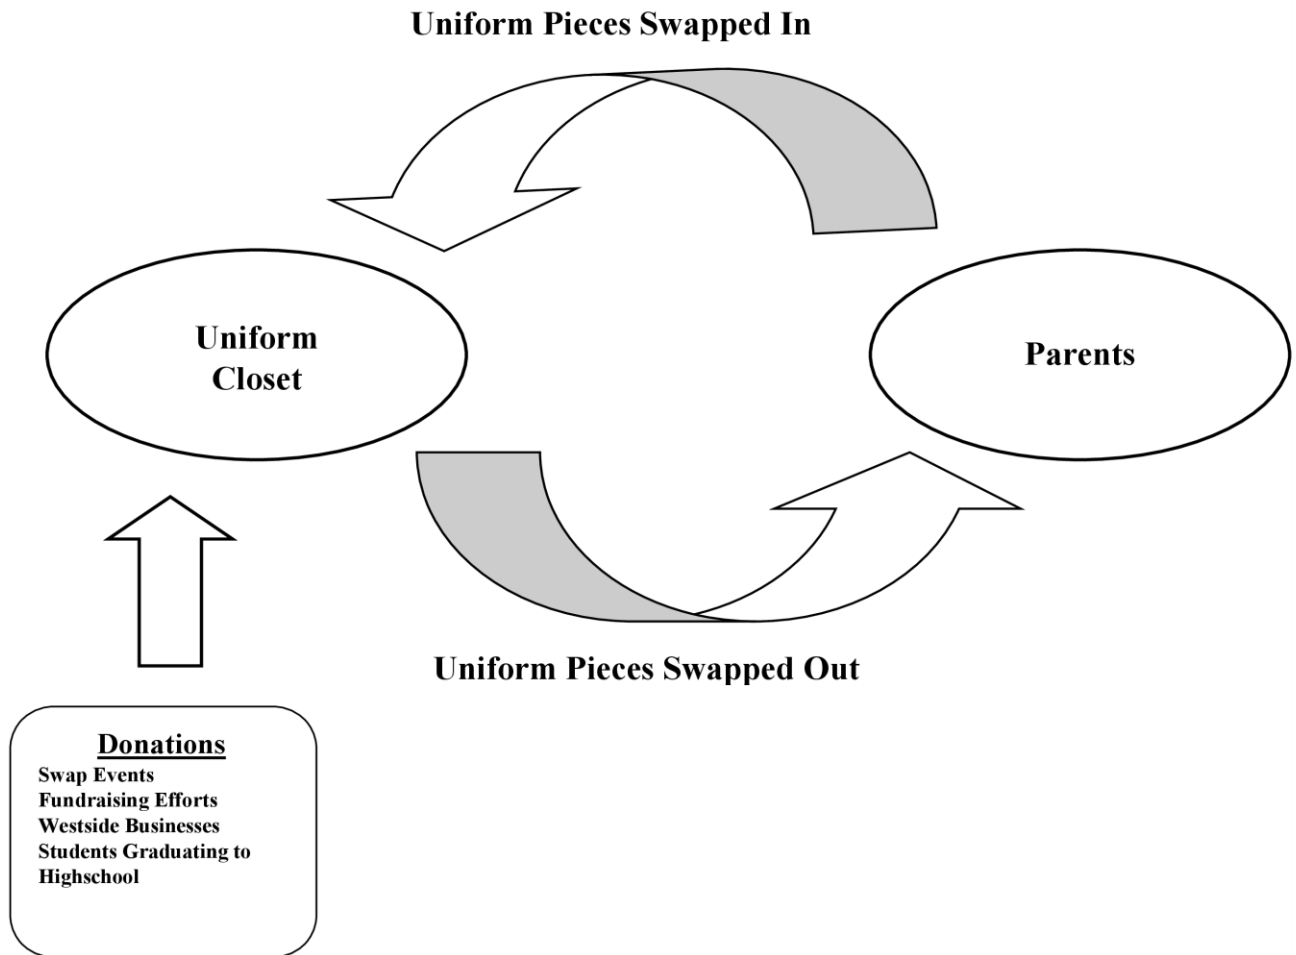 Uniform Pieces Swapped In
Uniform
Closet
Parents
Uniform Pieces Swapped Out
Donations
Swap Events
Fundraising Efforts
Westside Businesses
Students Graduating to
Highschool